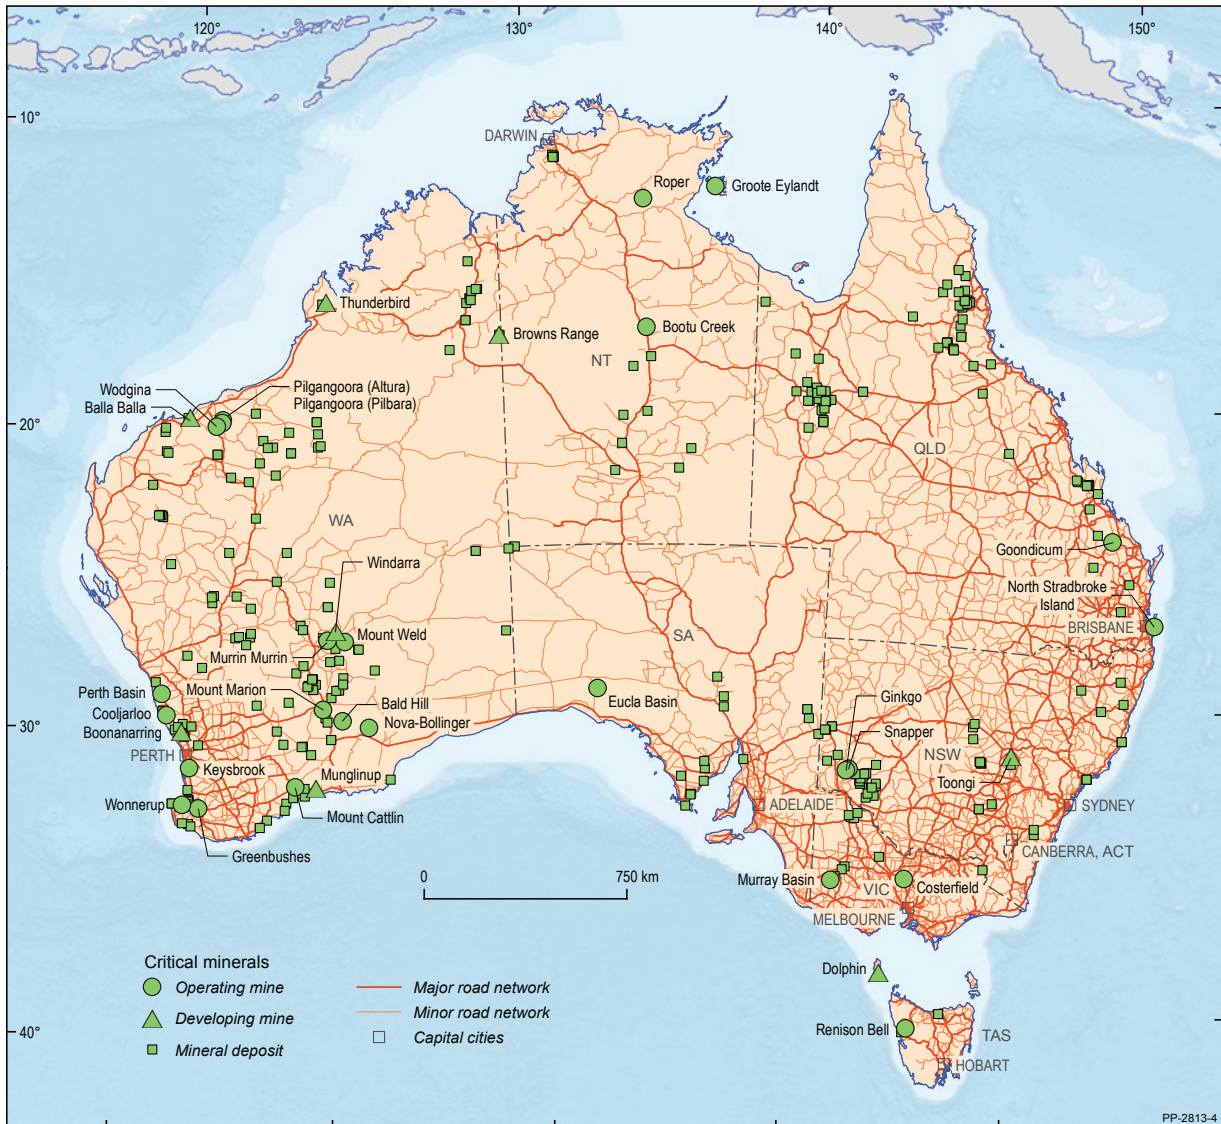 120°
130°
140°
150°
10°
DARWIN
Roper
Groote Eylandt
Thunderbird
Browns Range
Bootu Creek
NT
Wodgina
Balla Balla
Pilgangoora (Altura)
Pilgangoora (Pilbara)
20°
QLD
WA
Windarra
Goondicum
North Stradbroke
Island
BRISBANE
Mount Weld
Murrin Murrin
SA
Mount Marion
Perth Basin
Bald Hill
Eucla Basin
Ginkgo
Cooljarloo
Nova-Bollinger
30°
Boonanarring
Snapper
PERTH
NSW
Keysbrook
Munglinup
Toongi
Wonnerup
Mount Cattlin
ADELAIDE
SYDNEY
Greenbushes
CANBERRA, ACT
0
750 km
Murray Basin
VIC
Costerfield
MELBOURNE
Critical minerals
Operating mine
Developing mine
Mineral deposit
Major road network
Minor road network
Capital cities
Dolphin
40°
Renison Bell
TAS
HOBART
PP-2813-4